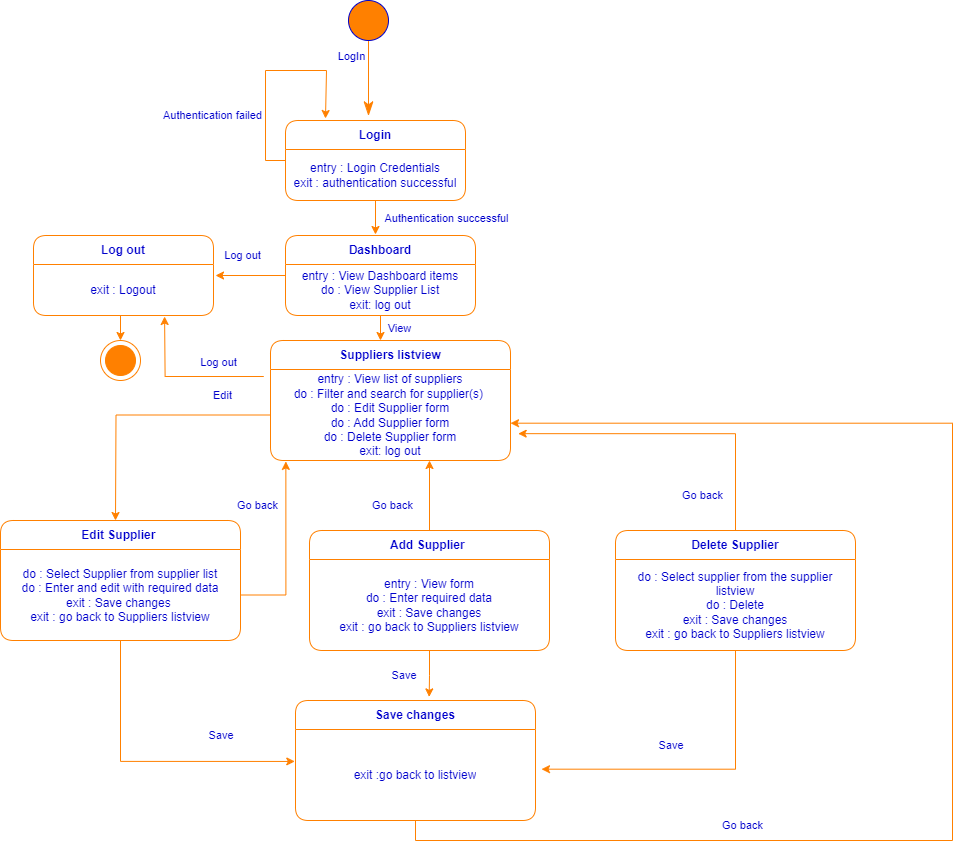 LogIn
Authentication failed
Login
entry : Login Credentials
exit : authentication successful
Authentication successful
Log out
exit : Logout
Log out
Dashboard
entry : View Dashboard items
do : View Supplier List
exit: log out
View
Log out
Suppliers listview
entry : View list of suppliers
do : Filter and search for supplier(s)
do : Edit Supplier form
do : Add Supplier form
do : Delete Supplier form
exit: log out
Edit
Go back
Go back
Go back
Edit Supplier
do : Select Supplier from supplier list
do : Enter and edit with required data
exit : Save changes
exit : go back to Suppliers listview
Add Supplier
entry : View form
do : Enter required data
exit : Save changes
exit : go back to Suppliers listview
Delete Supplier
do : Select supplier from the supplier
listview
do : Delete
exit : Save changes
exit : go back to Suppliers listview
Save
Save
Save
Save changes
exit :go back to listview
Go back